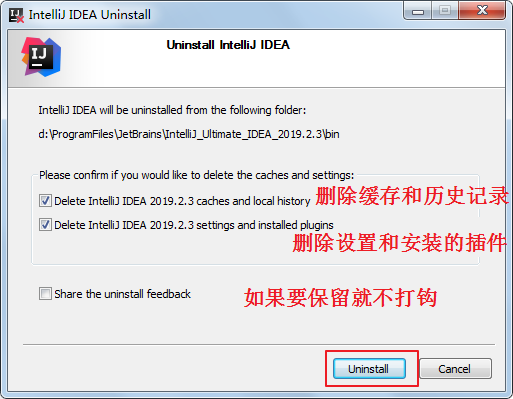 IntelliJ IDEA Uninstall
Uninstall IntelliJ IDEA
IJ
IntelliJ IDEA will be uninstalled from the following folder:
d:\ProgramFiles\JetBrains\IntelliJ_Ultimate_IDEA_2019.2.3\bin
Please confirm if you would like to delete the caches and settings:
Delete IntelliJ IDEA 2019.2.3 caches and local history 删除缓存和历史记录
Delete IntelliJ IDEA 2019.2.3 settings and installed plugins
删除设置和安装的插件
Share the uninstall feedback 如果要保留就不打钩
Uninstall Cancel